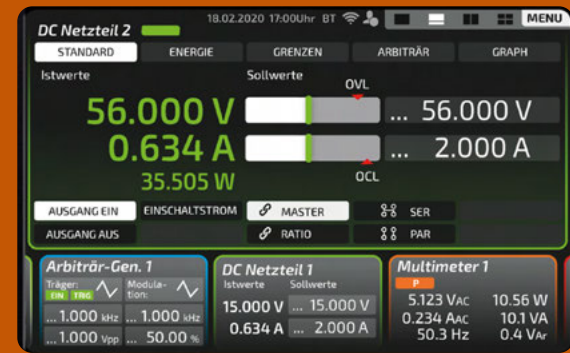 DC Netzteil 2 18.02.2020 17:00Uhr BT MENU
STANDARD ENERGIE GRENZEN ARBITRÄR GRAPH
Istwerte Sollwerte OVL
56.000 V ... 56.000 V
0.634 A ... 2.000 A
35.505 W OCL
AUSGANG EIN EINSCHALTSTROM MASTER SER
AUSGANG AUS RATIO PAR
Arbiträr-Gen. 1
Träger: Modula-
EIN TRG tion:
... 1.000 kHz ... 1.000 kHz
... 1.000 Vpp ... 50.00 %
DC Netzteil 1
Istwerte Sollwerte
15.000 V ... 15.000 V
0.634 A ... 2.000 A
Multimeter 1
P
5.123 VAC 10.56 W
0.234 AAC 10.1 VA
50.3 Hz 0.4 VAr